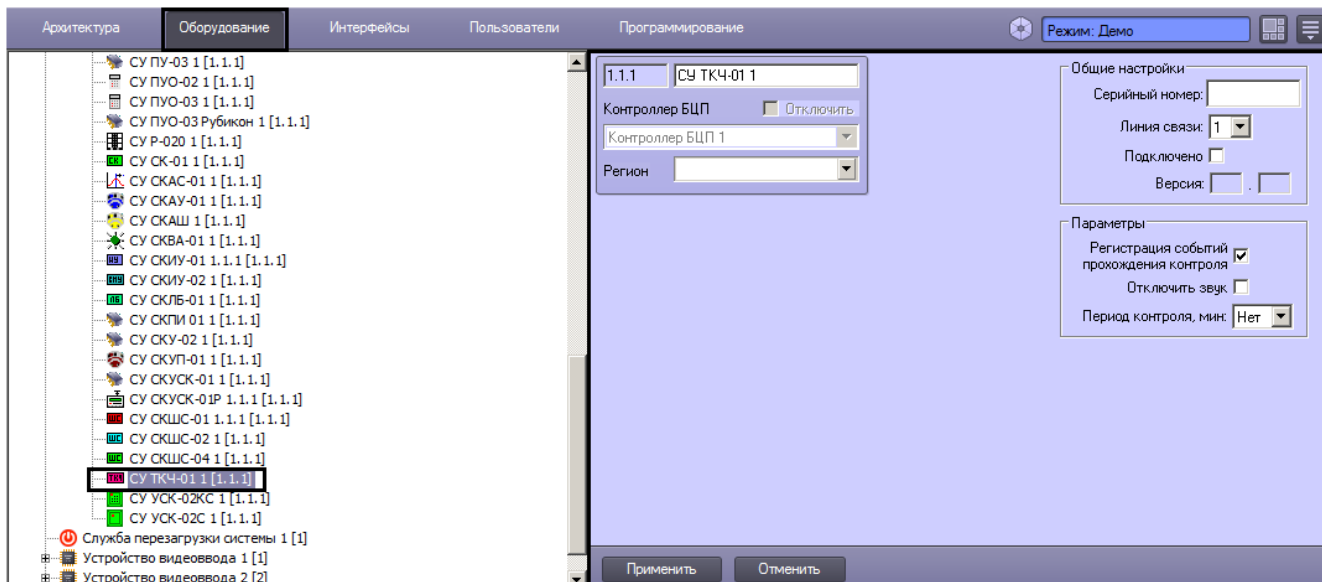 Архитектура Оборудование Интерфейсы Пользователи Программирование Режим: Демо
СУ ПУ-03 1 [1.1.1]
СУ ПУО-02 1 [1.1.1]
СУ ПУО-03 1 [1.1.1]
СУ ПУО-03 Рубикон 1 [1.1.1]
СУ Р-020 1 [1.1.1]
СУ СК-01 1 [1.1.1]
СУ СКАС-01 1 [1.1.1]
СУ СКАУ-01 1 [1.1.1]
СУ СКАШ 1 [1.1.1]
СУ СКВА-01 1 [1.1.1]
СУ СКИУ-01 1.1.1 [1.1.1]
СУ СКИУ-02 1 [1.1.1]
СУ СКЛБ-01 1 [1.1.1]
СУ СКПИ 01 1 [1.1.1]
СУ СКУ-02 1 [1.1.1]
СУ СКУП-01 1 [1.1.1]
СУ СКУСК-01 1 [1.1.1]
СУ СКУСК-01Р 1.1.1 [1.1.1]
СУ СКШС-01 1.1.1 [1.1.1]
СУ СКШС-02 1 [1.1.1]
СУ СКШС-04 1 [1.1.1]
СУ ТКЧ-01 1 [1.1.1]
СУ УСК-02КС 1 [1.1.1]
СУ УСК-02С 1 [1.1.1]
Служба перезагрузки системы 1 [1]
Устройство видеоввода 1 [1]
Устройство видеоввода 2 [2]
1.1.1 СУ ТКЧ-01 1
Контроллер БЦП Отключить
Контроллер БЦП 1
Регион
Общие настройки
Серийный номер:
Линия связи: 1
Подключено
Версия: .
Параметры
Регистрация событий
прохождения контроля
Отключить звук
Период контроля, мин: Нет
Применить Отменить